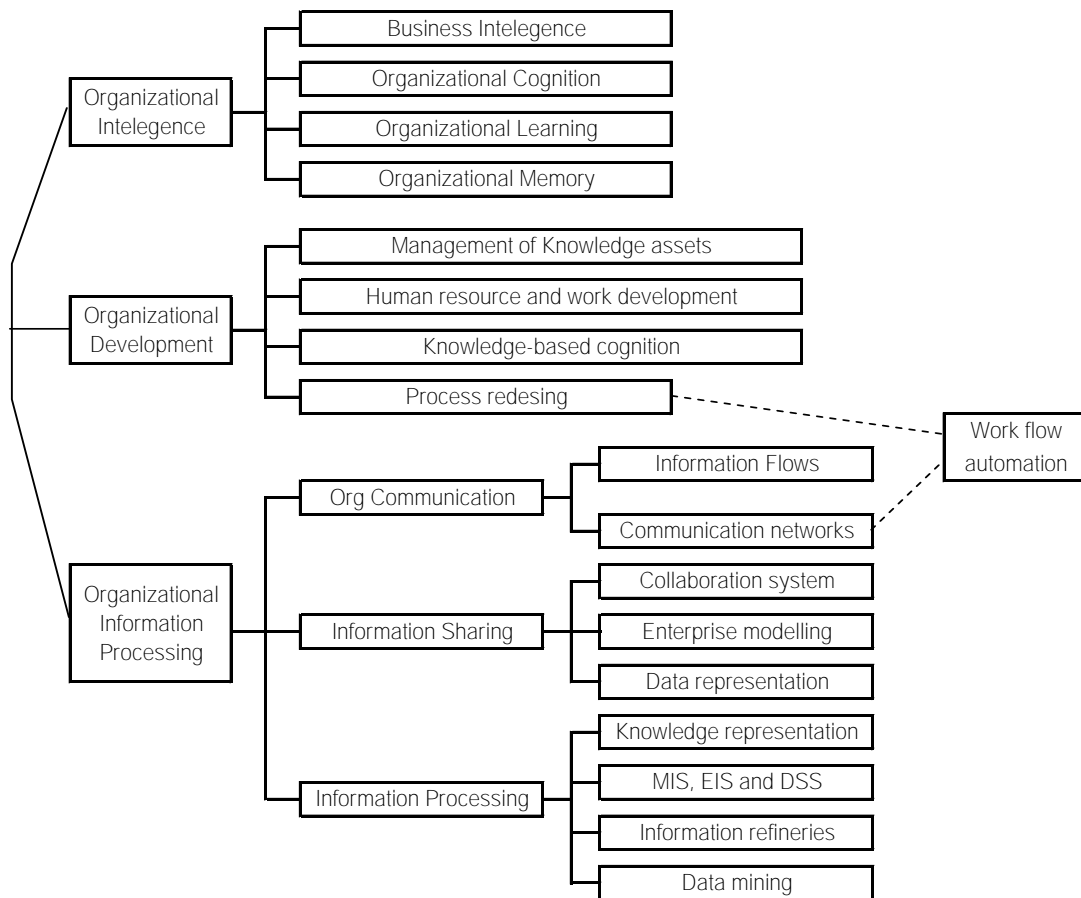 Organizational
Intelegence
Business Intelegence
Organizational Cognition
Organizational Learning
Organizational Memory
Organizational
Development
Management of Knowledge assets
Human resource and work development
Knowledge-based cognition
Process redesing
Work flow
automation
Organizational
Information
Processing
Org Communication
Information Flows
Communication networks
Information Sharing
Collaboration system
Enterprise modelling
Data representation
Information Processing
Knowledge representation
MIS, EIS and DSS
Information refineries
Data mining